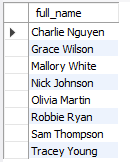 full_name
Charlie Nguyen
Grace Wilson
Mallory White
Nick Johnson
Olivia Martin
Robbie Ryan
Sam Thompson
Tracey Young